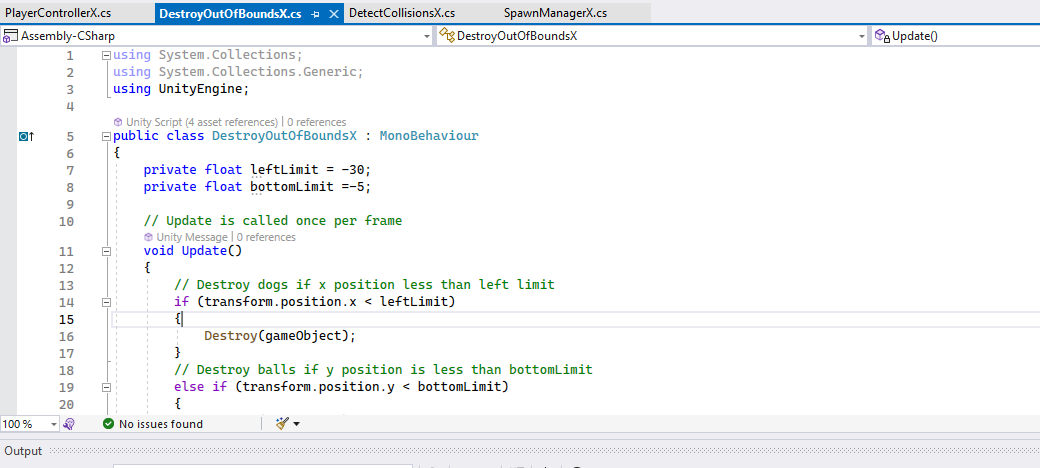 PlayerControllerX.cs DestroyOutOfBoundsX.cs DetectCollisionsX.cs SpawnManagerX.cs
Assembly-CSharp DestroyOutOfBoundsX Update()
1 using System.Collections;
2 using System.Collections.Generic;
3 using UnityEngine;
4
Unity Script (4 asset references) | 0 references
5 public class DestroyOutOfBoundsX : MonoBehaviour
6 {
7 private float leftLimit = -30;
8 private float bottomLimit =-5;
9
10 // Update is called once per frame
Unity Message | 0 references
11 void Update()
12 {
13 // Destroy dogs if x position less than left limit
14 if (transform.position.x < leftLimit)
15 {
16 Destroy(gameObject);
17 }
18 // Destroy balls if y position is less than bottomLimit
19 else if (transform.position.y < bottomLimit)
20 {
100 % No issues found
Output